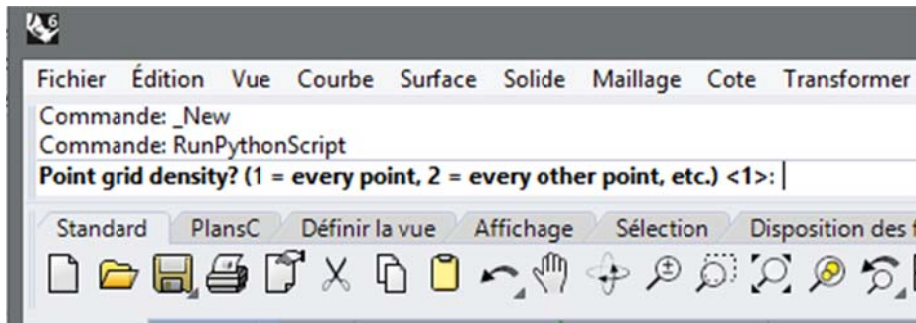 6
Fichier Édition Vue Courbe Surface Solide Maillage Cote Transformer
Commande: _New
Commande: RunPythonScript
Point grid density? (1 = every point, 2 = every other point, etc.) <1>:
Standard PlansC Définir la vue Affichage Sélection Disposition des